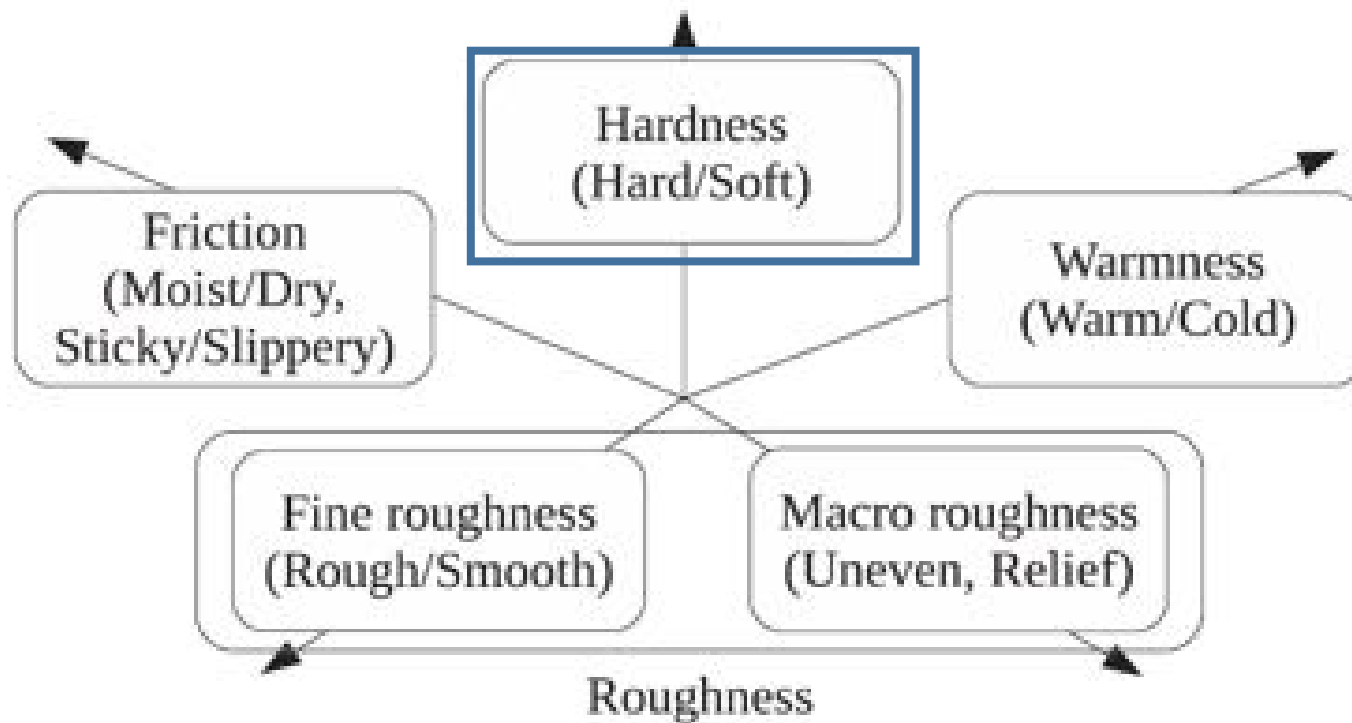 Hardness
(Hard/Soft)
Friction
(Moist/Dry,
Sticky/Slippery)
Warmness
(Warm/Cold)
Fine roughness
(Rough/Smooth)
Macro roughness
(Uneven, Relief)
Roughness